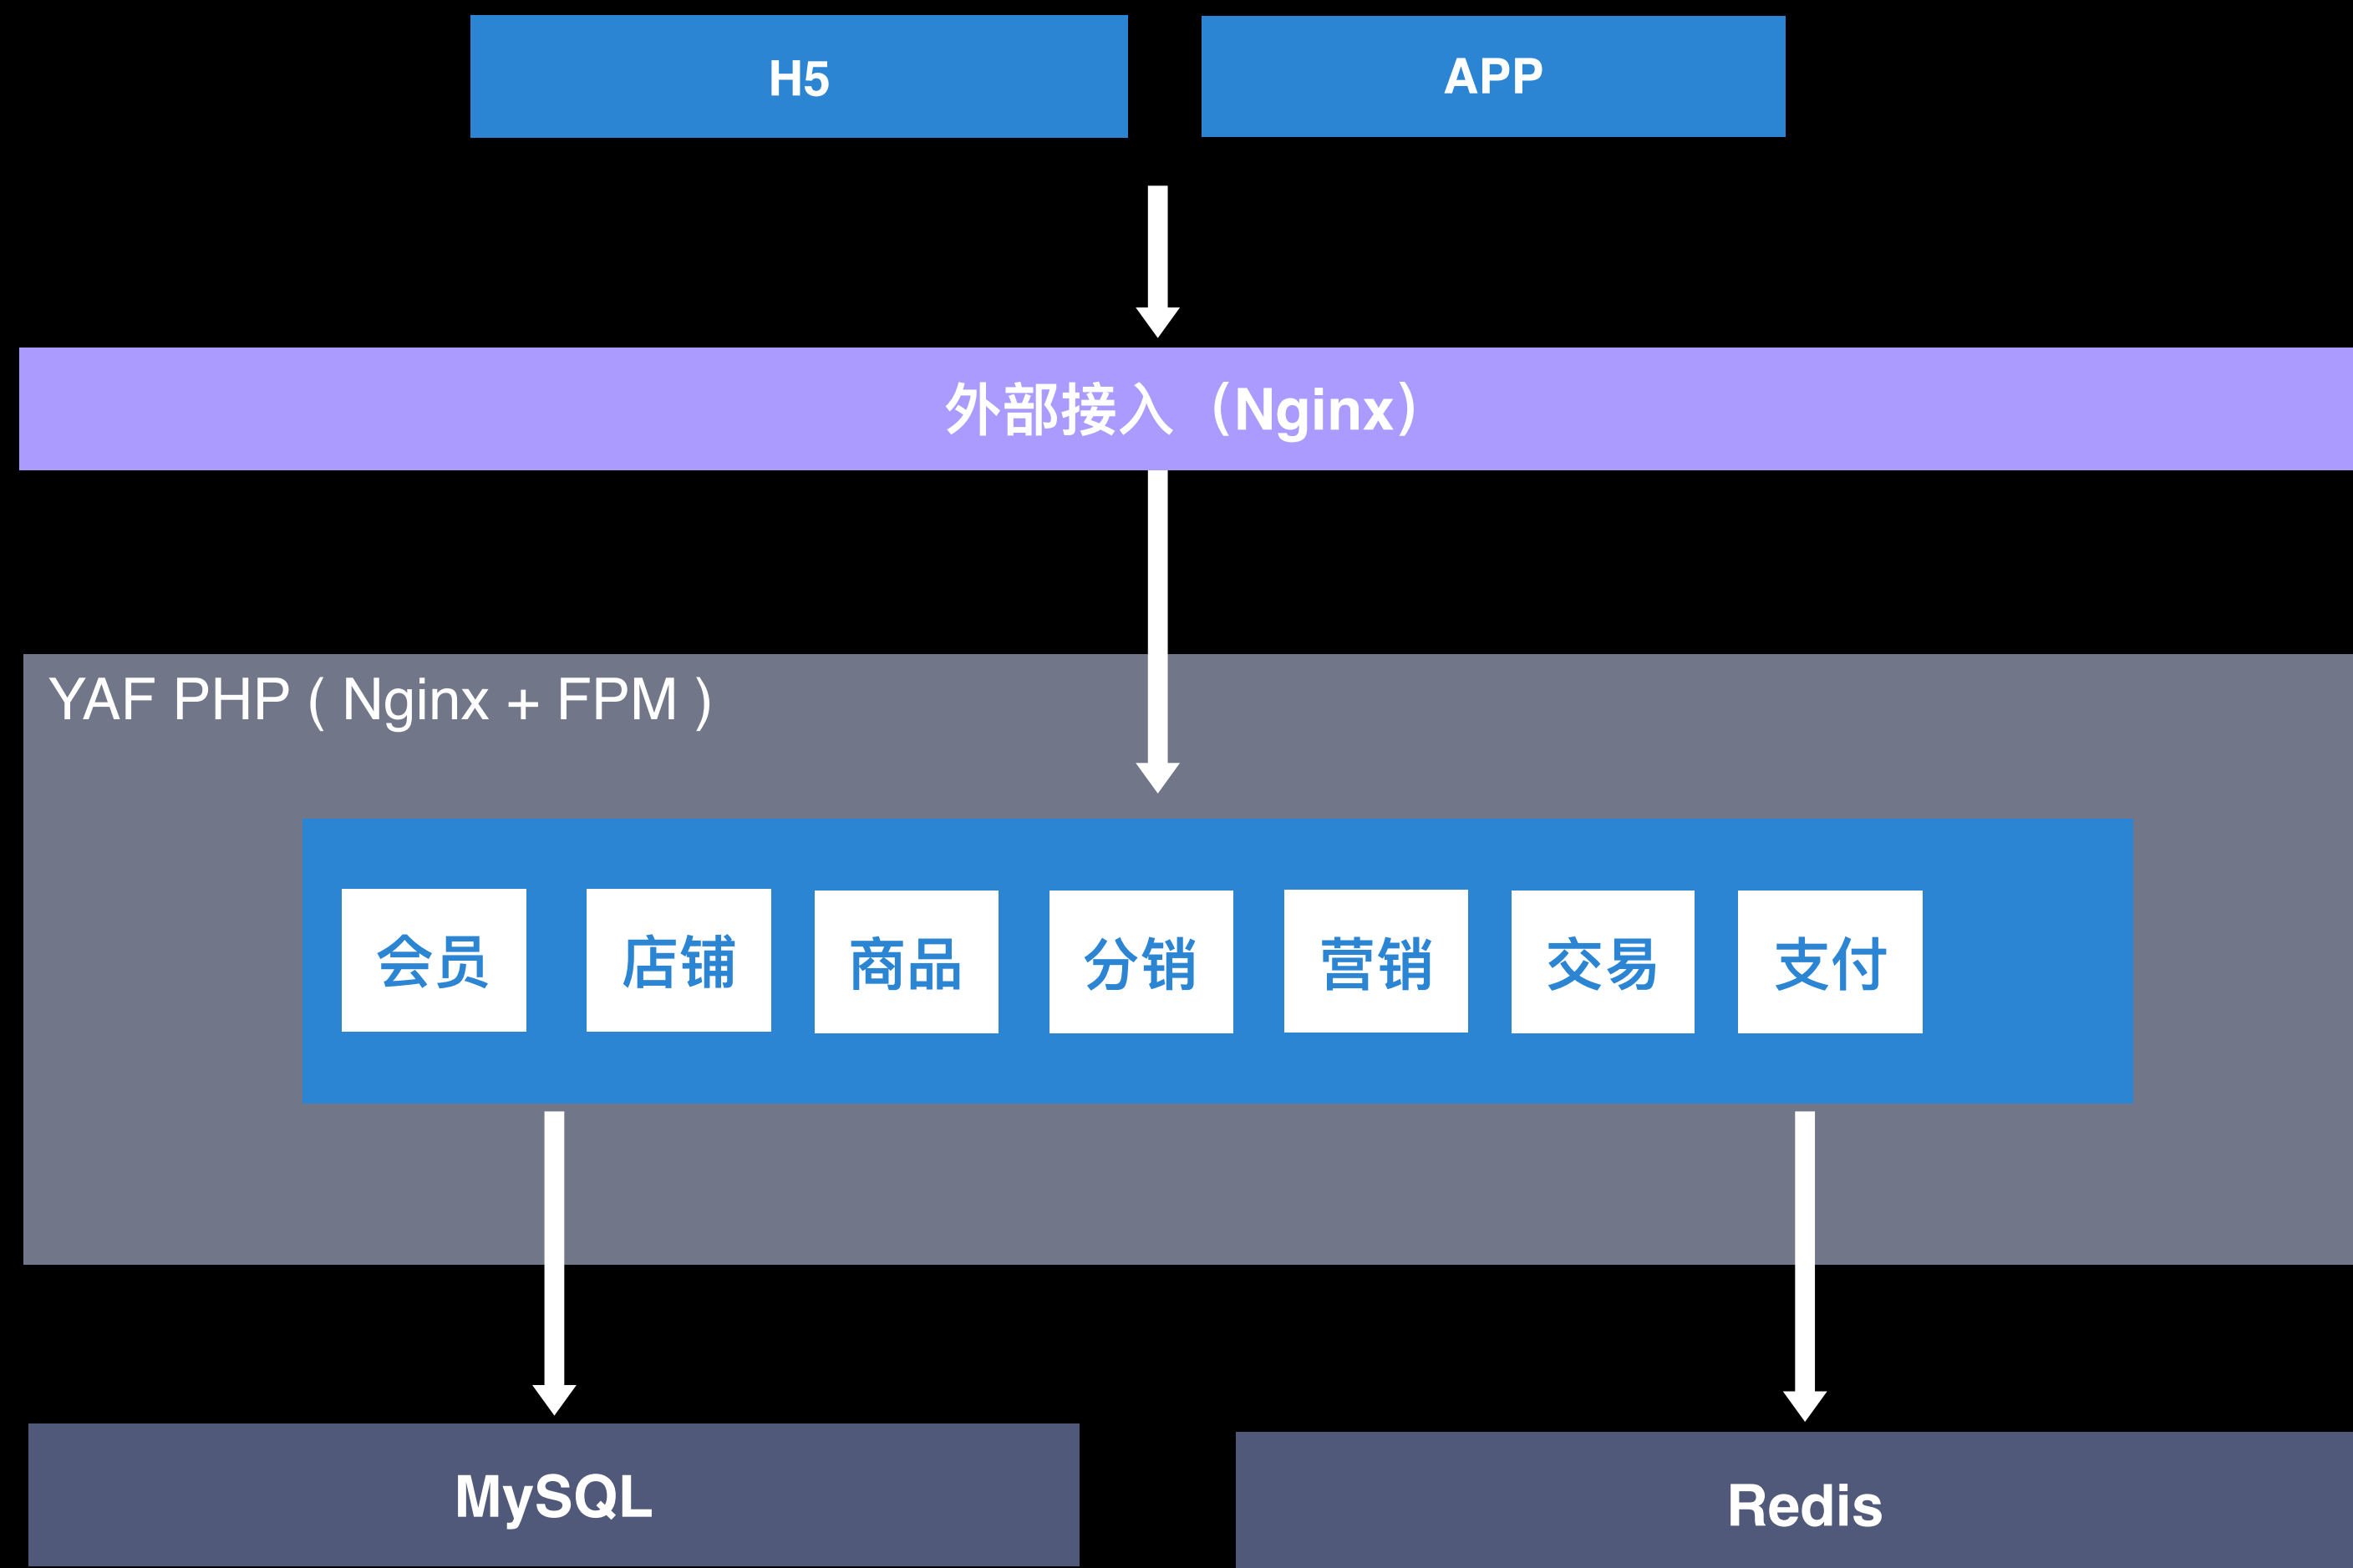 H5
APP
外部接入（Nginx）
YAF PHP ( Nginx + FPM )
会员
店铺
商品
分销
营销
交易
支付
MySQL
Redis